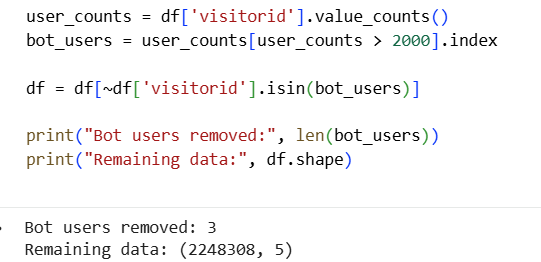 user_counts = df['visitorid'].value_counts()
bot_users = user_counts[user_counts > 2000].index
df = df[~df['visitorid'].isin(bot_users)]
print("Bot users removed:", len(bot_users))
print("Remaining data:", df.shape)
Bot users removed: 3
Remaining data: (2248308, 5)